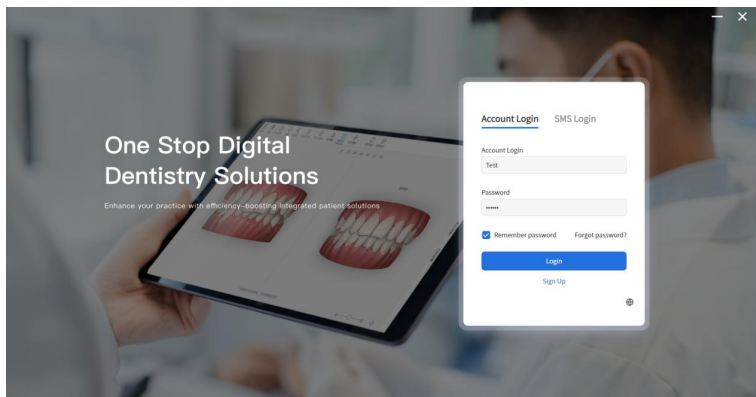 One Stop Digital
Dentistry Solutions
Enhance your practice with efficiency-boosting integrated patient solutions
Account Login SMS Login
Account Login
Test
Password
••••••
Remember password Forgot password?
Login
Sign Up